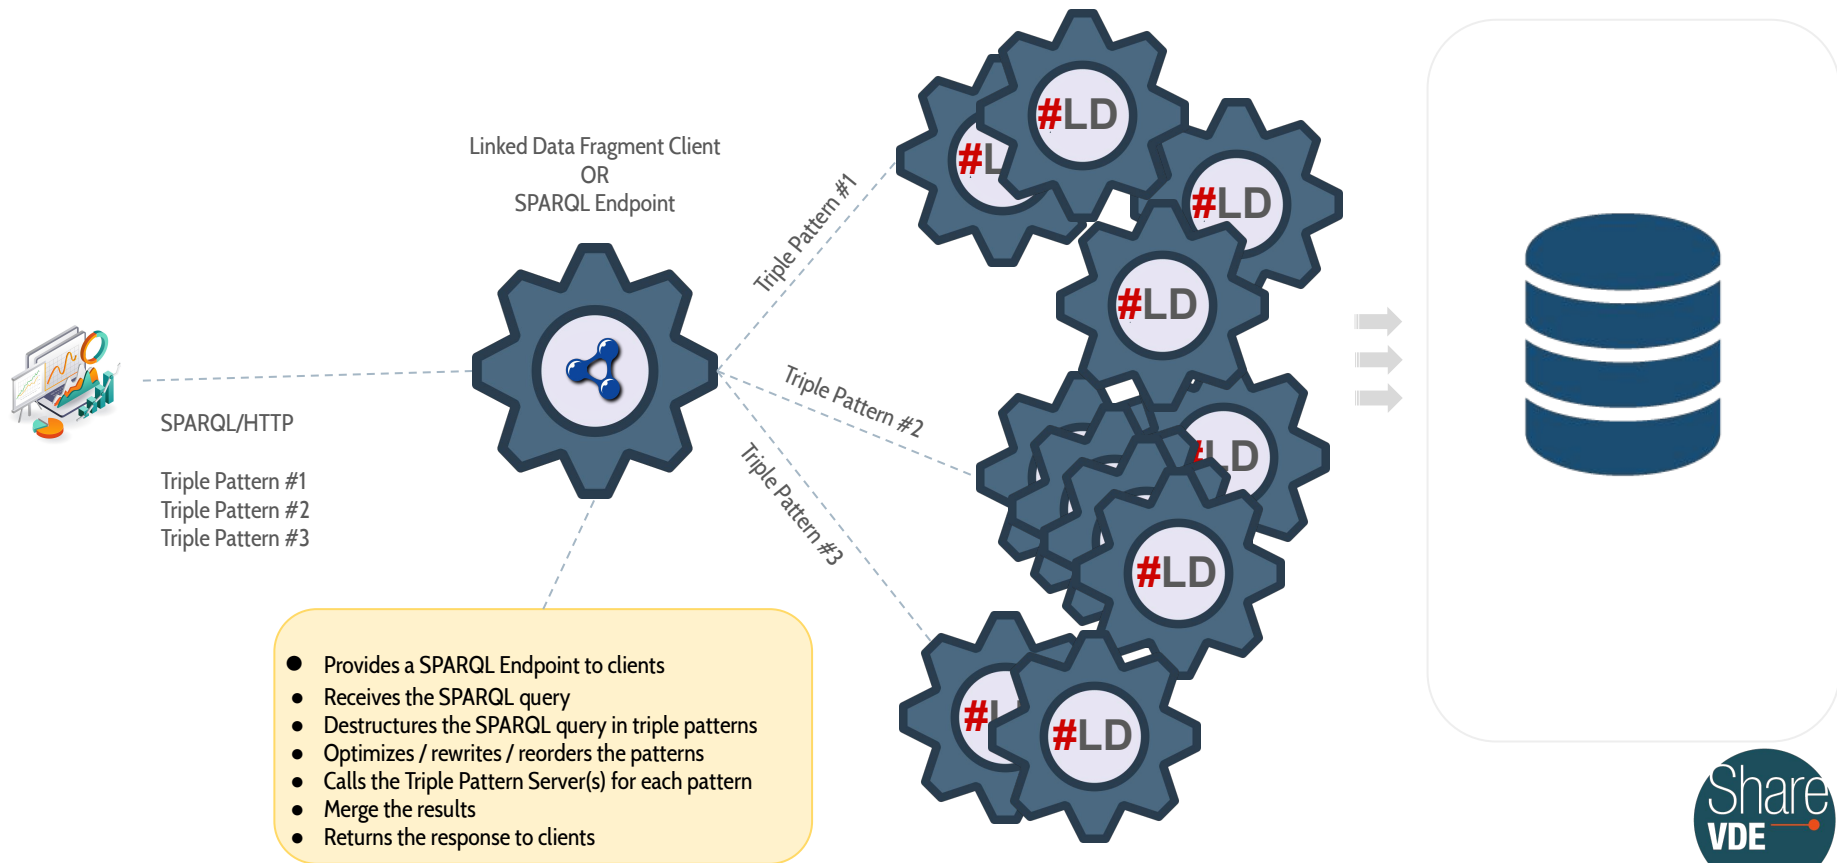 Linked Data Fragment Client
OR
SPARQL Endpoint
SPARQL/HTTP
Triple Pattern #1
Triple Pattern #2
Triple Pattern #3
Triple Pattern #1
Triple Pattern #2
Triple Pattern #3
#L
#LD
#LD
#LD
#LD
#LD
#L
#LD
● Provides a SPARQL Endpoint to clients
● Receives the SPARQL query
● Destructures the SPARQL query in triple patterns
● Optimizes / rewrites / reorders the patterns
● Calls the Triple Pattern Server(s) for each pattern
● Merge the results
● Returns the response to clients
Share
VDE